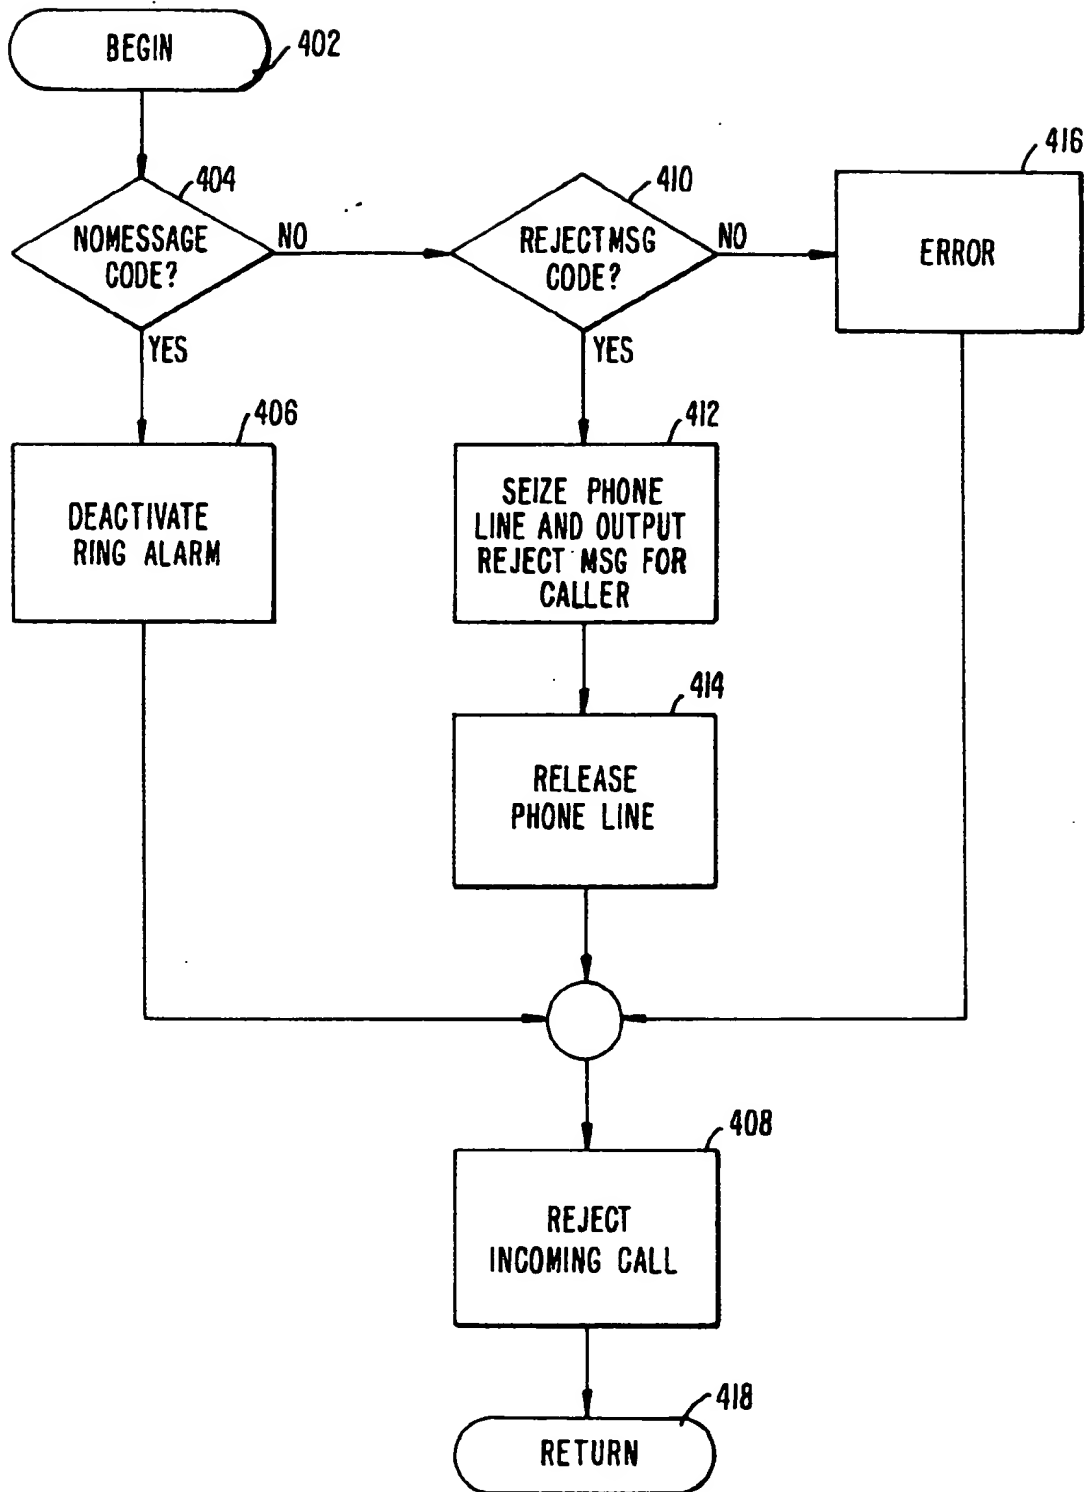 BEGIN
402
404
NOMESSAGE
CODE?
NO
YES
410
REJECTMSG
CODE?
NO
YES
416
ERROR
406
DEACTIVATE
RING ALARM
412
SEIZE PHONE
LINE AND OUTPUT
REJECT MSG FOR
CALLER
414
RELEASE
PHONE LINE
408
REJECT
INCOMING CALL
418
RETURN